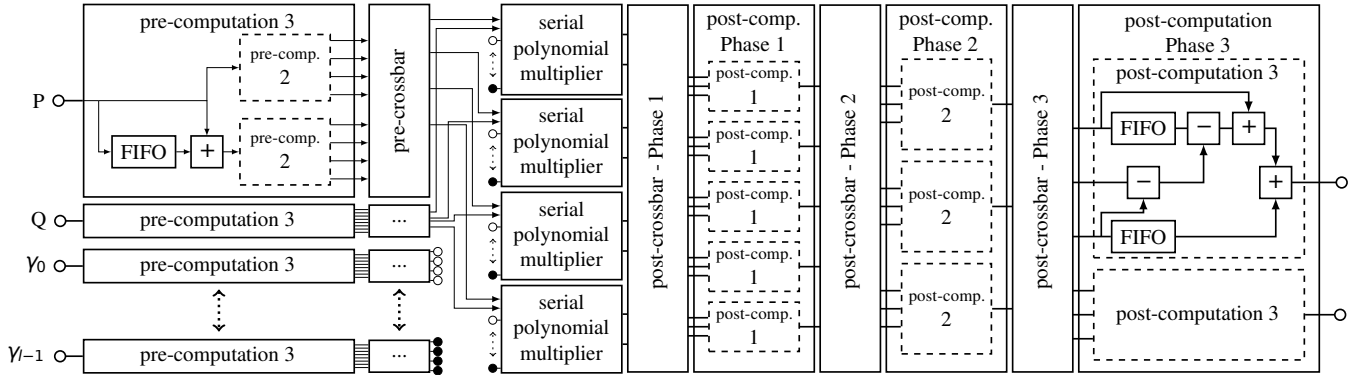 pre-computation 3
P
FIFO
+
pre-comp.
2
pre-comp.
2
pre-crossbar
Q
pre-computation 3
...
γ0
pre-computation 3
...
γl−1
pre-computation 3
...
serial
polynomial
multiplier
serial
polynomial
multiplier
serial
polynomial
multiplier
serial
polynomial
multiplier
post-crossbar - Phase 1
post-comp.
Phase 1
post-comp.
1
post-comp.
1
post-comp.
1
post-comp.
1
post-comp.
1
post-crossbar - Phase 2
post-comp.
Phase 2
post-comp.
2
post-comp.
2
post-comp.
2
post-crossbar - Phase 3
post-computation
Phase 3
post-computation 3
FIFO
−
+
−
+
FIFO
post-computation 3